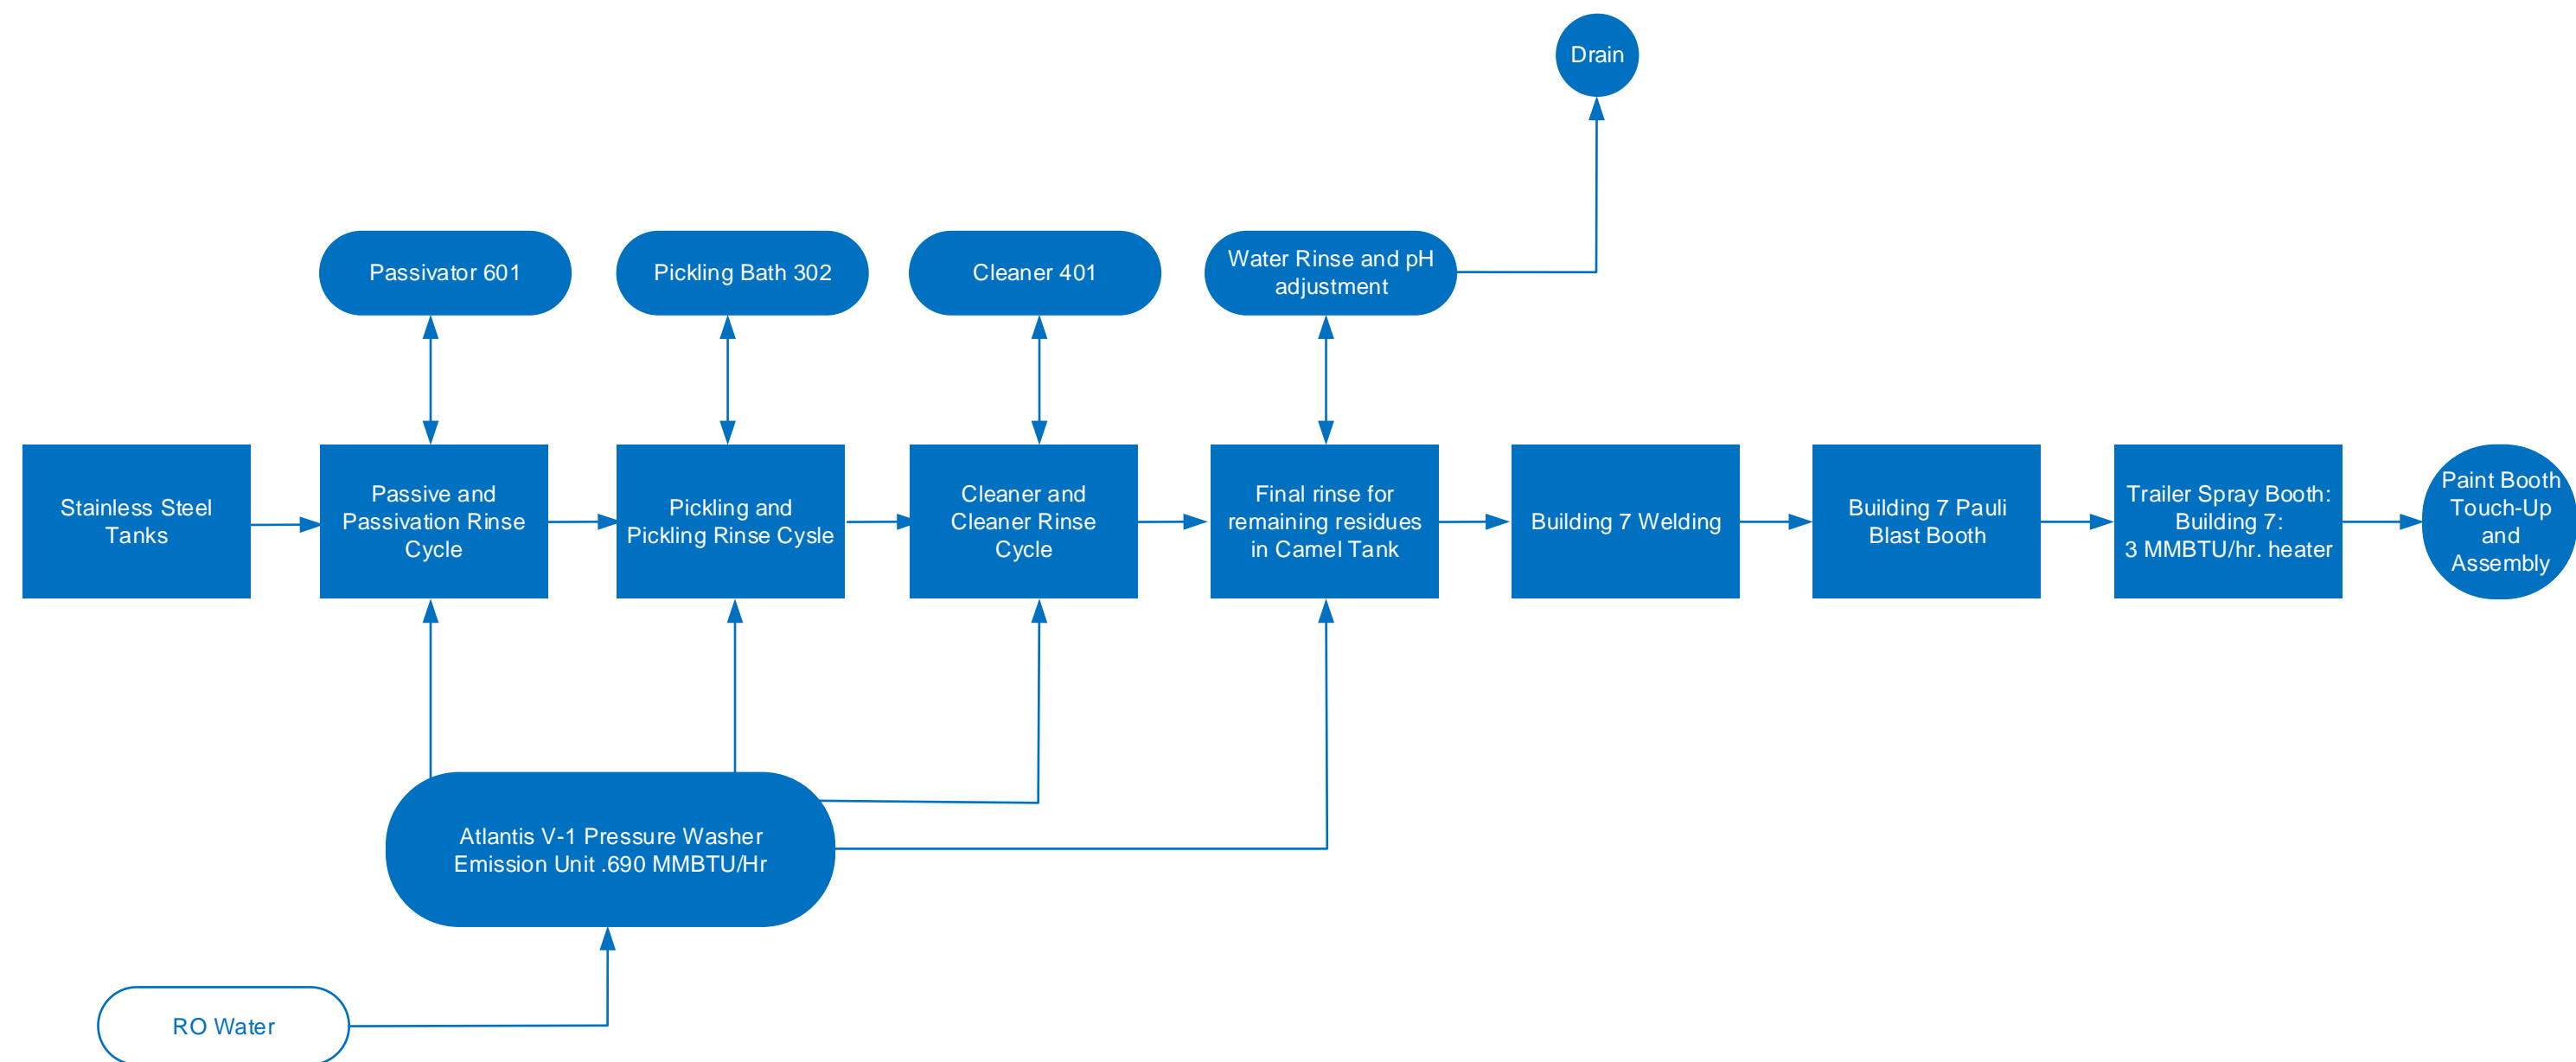 Drain
Passivator 601
Pickling Bath 302
Cleaner 401
Water Rinse and pH
adjustment
Stainless Steel
Tanks
Passive and
Passivation Rinse
Cycle
Pickling and
Pickling Rinse Cysle
Cleaner and
Cleaner Rinse
Cycle
Final rinse for
remaining residues
in Camel Tank
Building 7 Welding
Building 7 Pauli
Blast Booth
Trailer Spray Booth:
Building 7:
3 MMBTU/hr. heater
Paint Booth
Touch-Up
and
Assembly
Atlantis V-1 Pressure Washer
Emission Unit .690 MMBTU/Hr
RO Water